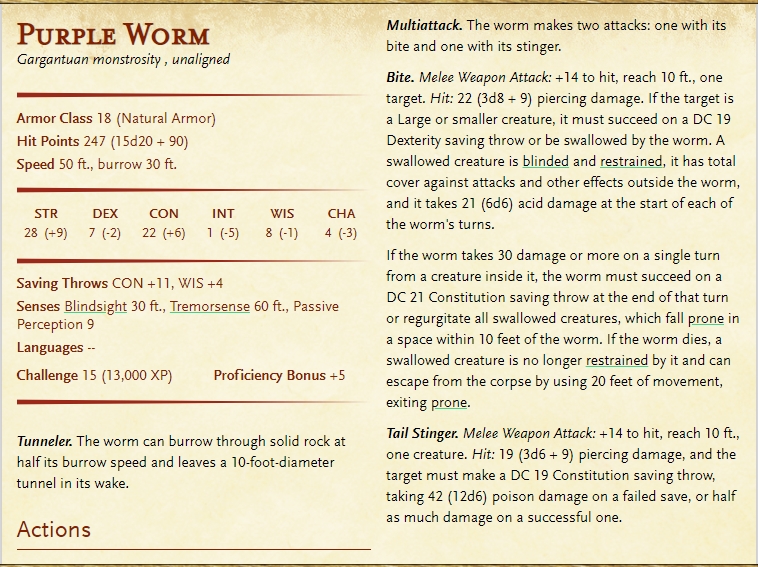 Purple Worm
Gargantuan monstrosity , unaligned
Armor Class 18 (Natural Armor)
Hit Points 247 (15d20 + 90)
Speed 50 ft., burrow 30 ft.
STR DEX CON INT WIS CHA
28 (+9) 7 (-2) 22 (+6) 1 (-5) 8 (-1) 4 (-3)
Saving Throws CON +11, WIS +4
Senses Blindsight 30 ft., Tremorsense 60 ft., Passive
Perception 9
Languages --
Challenge 15 (13,000 XP) Proficiency Bonus +5
Tunneler. The worm can burrow through solid rock at
half its burrow speed and leaves a 10-foot-diameter
tunnel in its wake.
Actions
Multiattack. The worm makes two attacks: one with its
bite and one with its stinger.
Bite. Melee Weapon Attack: +14 to hit, reach 10 ft., one
target. Hit: 22 (3d8 + 9) piercing damage. If the target is
a Large or smaller creature, it must succeed on a DC 19
Dexterity saving throw or be swallowed by the worm. A
swallowed creature is blinded and restrained, it has total
cover against attacks and other effects outside the worm,
and it takes 21 (6d6) acid damage at the start of each of
the worm's turns.
If the worm takes 30 damage or more on a single turn
from a creature inside it, the worm must succeed on a
DC 21 Constitution saving throw at the end of that turn
or regurgitate all swallowed creatures, which fall prone in
a space within 10 feet of the worm. If the worm dies, a
swallowed creature is no longer restrained by it and can
escape from the corpse by using 20 feet of movement,
exiting prone.
Tail Stinger. Melee Weapon Attack: +14 to hit, reach 10 ft.,
one creature. Hit: 19 (3d6 + 9) piercing damage, and the
target must make a DC 19 Constitution saving throw,
taking 42 (12d6) poison damage on a failed save, or half
as much damage on a successful one.